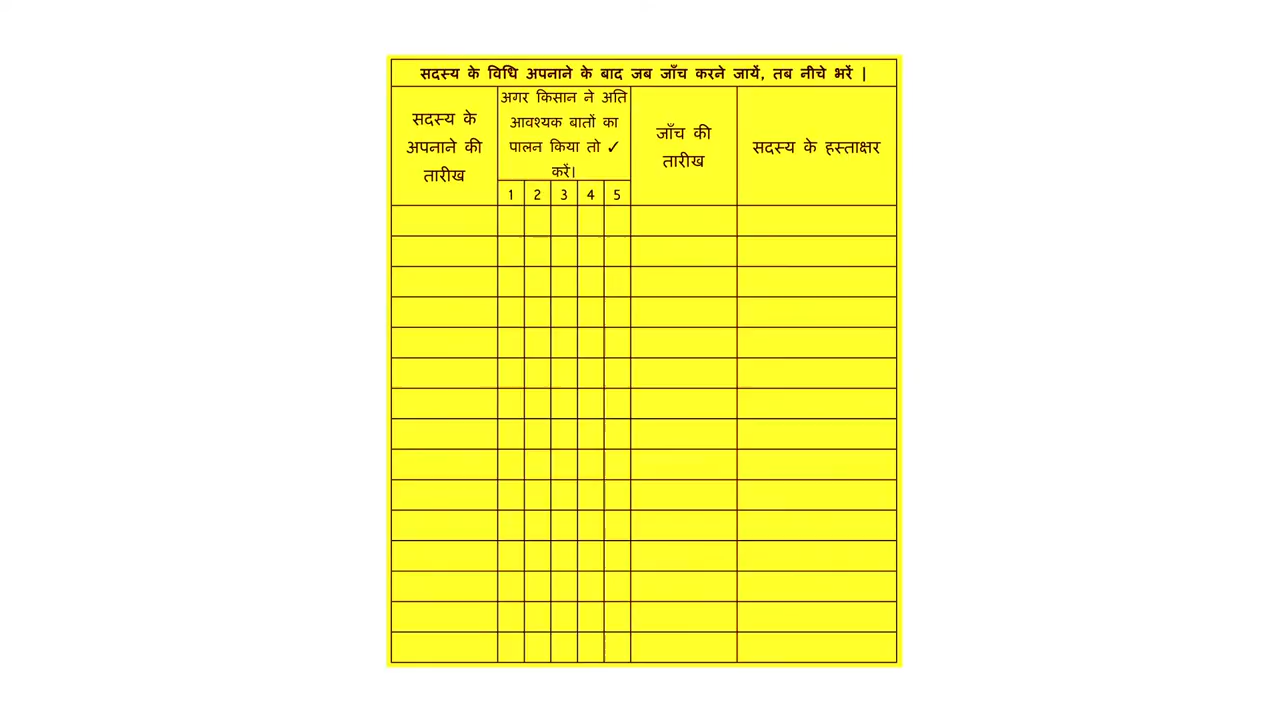 सदस्य के विधि अपनाने के बाद जब जाँच करने जायें, तब नीचे भरें |
सदस्य के
अपनाने की
तारीख
अगर किसान ने अति
आवश्यक बातों का
पालन किया तो ✓
करें।
जाँच की
तारीख
सदस्य के हस्ताक्षर
1 2 3 4 5